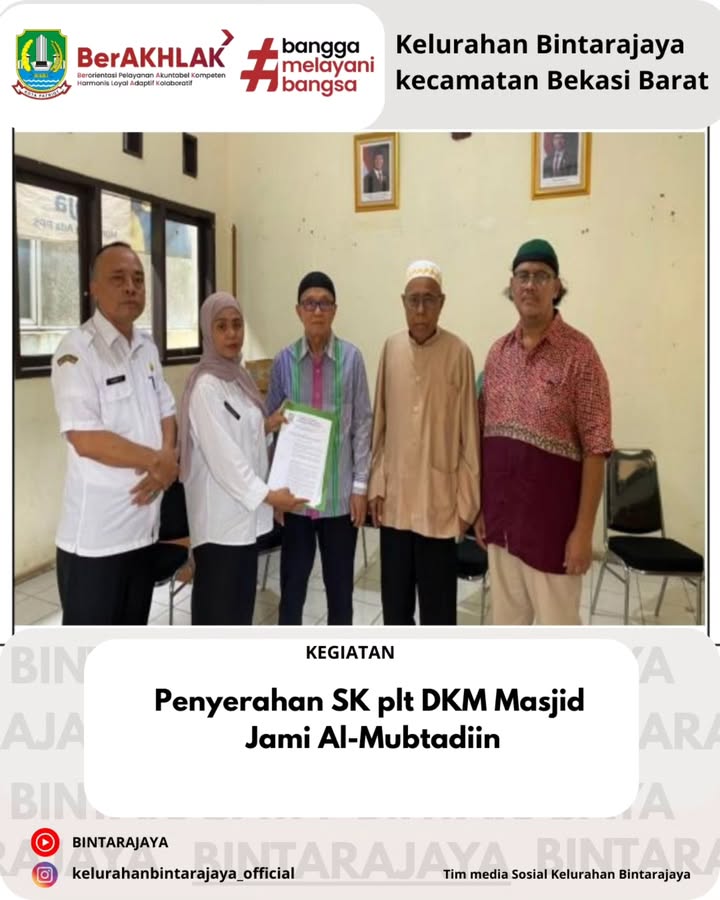 BerAKHLAK
Berorientasi Pelayanan Akuntabel Kompeten
Harmonis Loyal Adaptif Kolaboratif
#bangga
melayani
bangsa
Kelurahan Bintarajaya
kecamatan Bekasi Barat
KEGIATAN
Penyerahan SK plt DKM Masjid
Jami Al-Mubtadiin
BINTARAJAYA
kelurahanbintarajaya_official
BINTARAJAYA
Tim media Sosial Kelurahan Bintarajaya